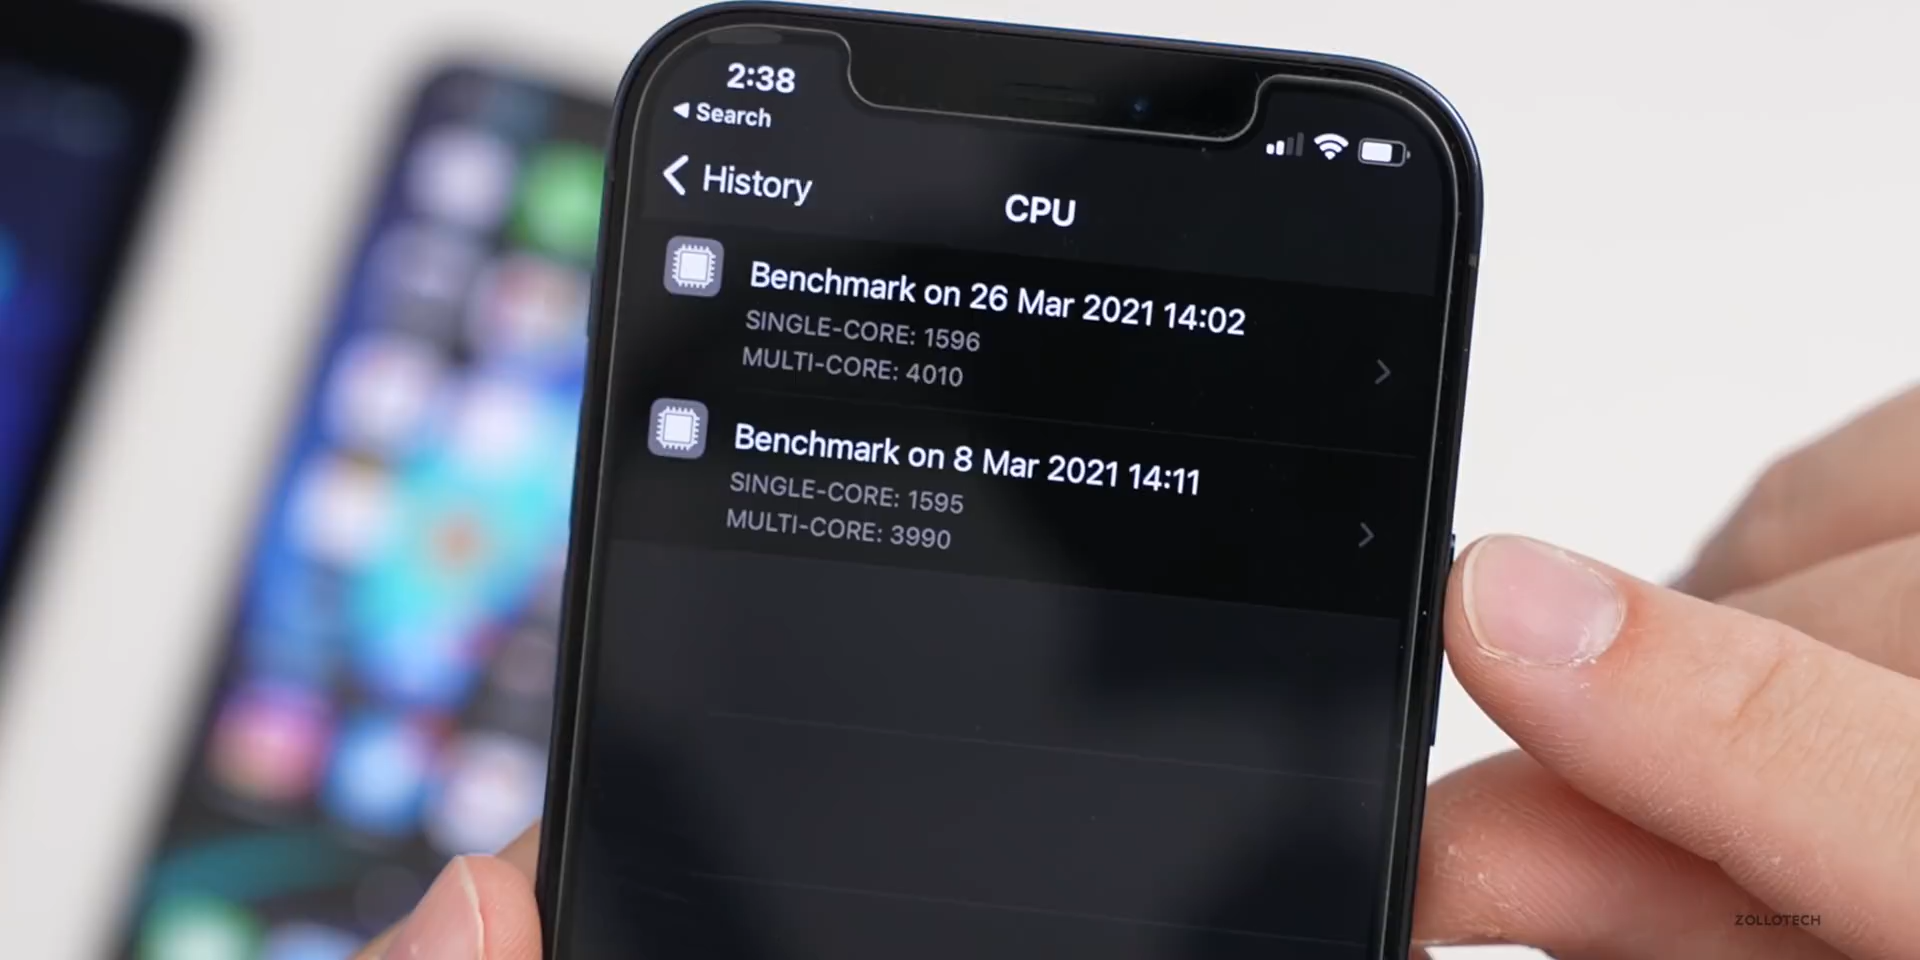 2:38
Search
History
CPU
Benchmark on 26 Mar 2021 14:02
SINGLE-CORE: 1596
MULTI-CORE: 4010
Benchmark on 8 Mar 2021 14:11
SINGLE-CORE: 1595
MULTI-CORE: 3990
ZOLLOTECH